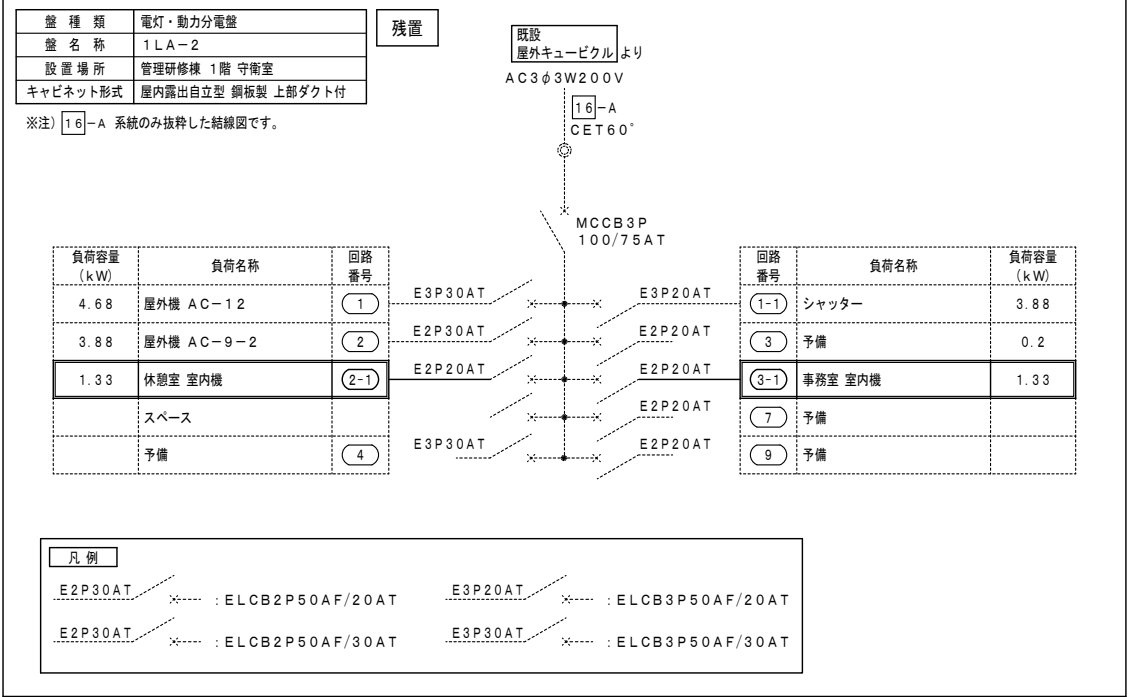 盤種類 電灯・動力分電盤
盤名称 1LA−2
設置場所 管理研修棟 1階 守衛室
キャビネット形式 屋内露出自立型 鋼板製 上部ダクト付
残置
※注) 16−A 系統のみ抜粋した結線図です。
既設
屋外キュービクル より
AC3φ3W200V
16−A
CET60°
MCCB3P
100/75AT
負荷容量(kW) 負荷名称 回路番号
4.68 屋外機 AC−12 1 E3P30AT
3.88 屋外機 AC−9−2 2 E2P30AT
1.33 休憩室 室内機 2-1 E2P20AT
スペース
予備 4 E3P30AT
回路番号 負荷名称 負荷容量(kW)
E3P20AT 1-1 シャッター 3.88
E2P20AT 3 予備 0.2
E2P20AT 3-1 事務室 室内機 1.33
E2P20AT 7 予備
E2P20AT 9 予備
凡例
E2P30AT :ELCB2P50AF/20AT
E3P20AT :ELCB3P50AF/20AT
E2P30AT :ELCB2P50AF/30AT
E3P30AT :ELCB3P50AF/30AT